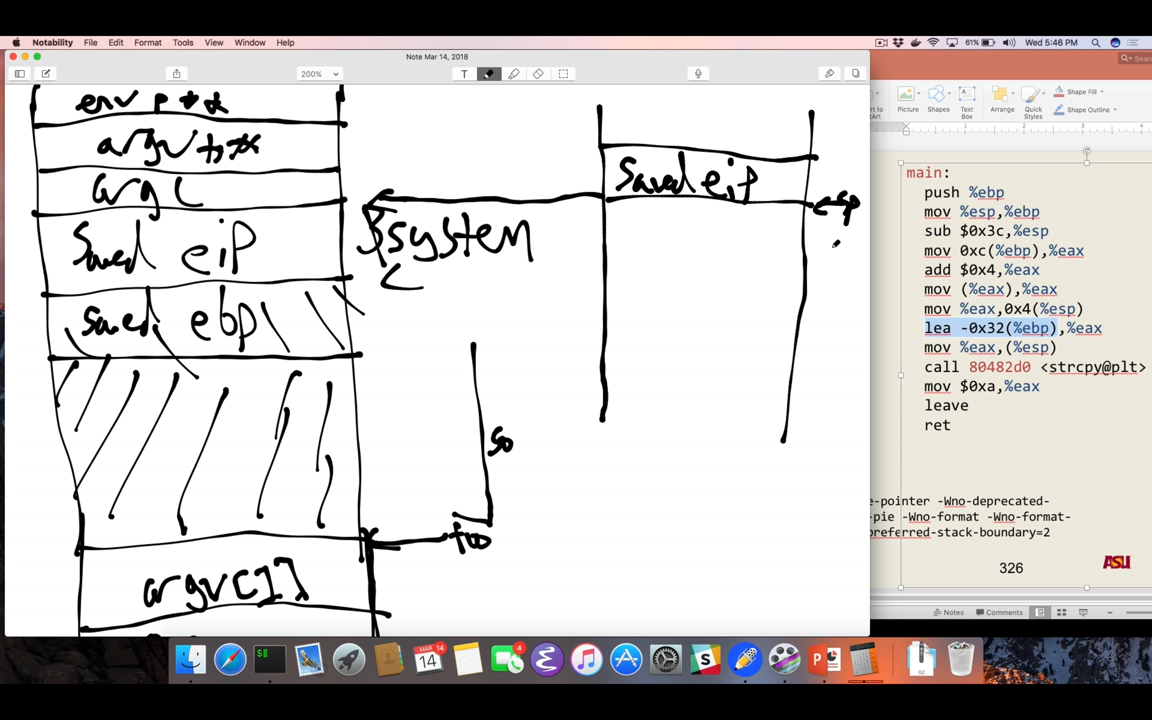 Notability File Edit Format Tools View Window Help
61% Wed 5:46 PM
Note Mar 14, 2018
200%
T
env p **
argv **
argc
Saved eip
saved ebp
argv[1]
$system
50
foo
Saved eip
Picture Shapes Text Box Arrange Quick Styles
Shape Fill
Shape Outline
main:
push %ebp
mov %esp,%ebp
sub $0x3c,%esp
mov 0xc(%ebp),%eax
add $0x4,%eax
mov (%eax),%eax
mov %eax,0x4(%esp)
lea -0x32(%ebp),%eax
mov %eax,(%esp)
call 80482d0 <strcpy@plt>
mov $0xa,%eax
leave
ret
e-pointer -Wno-deprecated-
-pie -Wno-format -Wno-format-
preferred-stack-boundary=2
326
ASU
Notes Comments
MAR 14
14
4